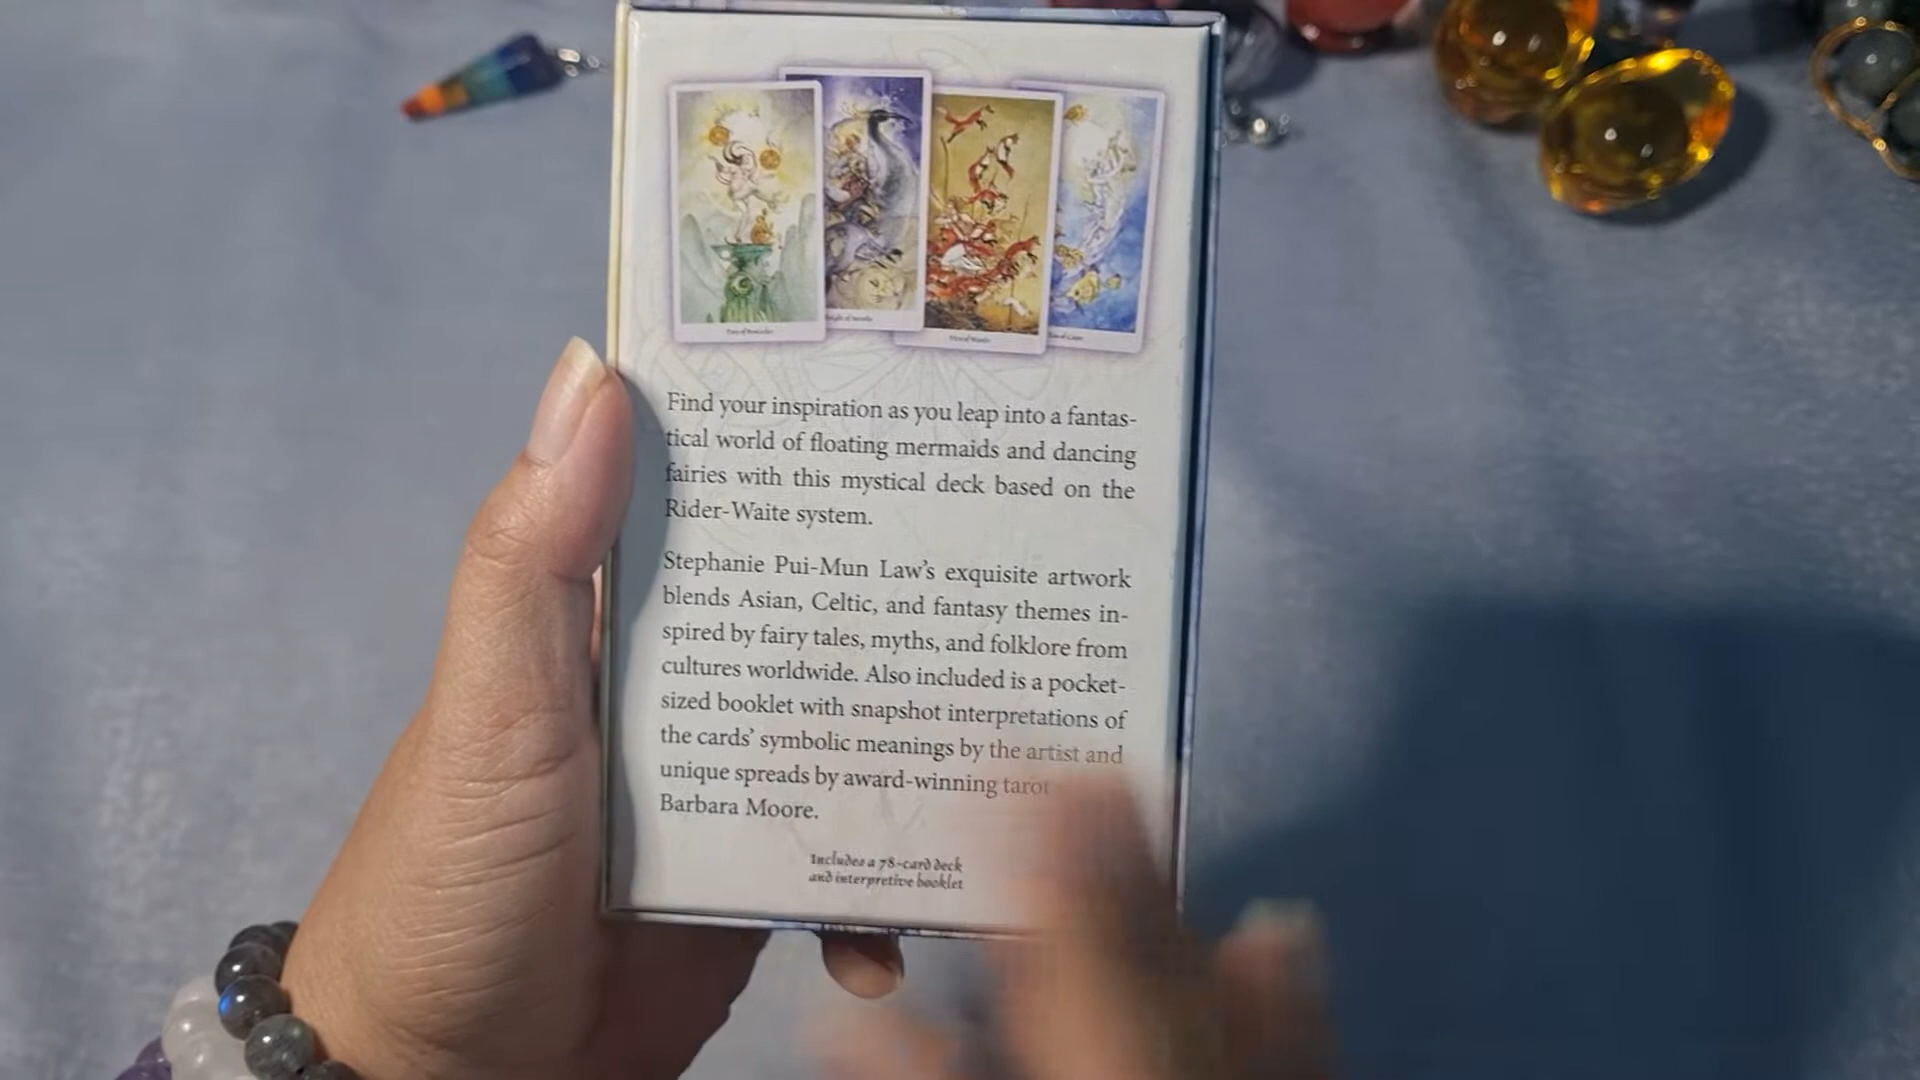 Find your inspiration as you leap into a fantas-
tical world of floating mermaids and dancing
fairies with this mystical deck based on the
Rider-Waite system.
Stephanie Pui-Mun Law's exquisite artwork
blends Asian, Celtic, and fantasy themes in-
spired by fairy tales, myths, and folklore from
cultures worldwide. Also included is a pocket-
sized booklet with snapshot interpretations of
the cards' symbolic meanings by the artist and
unique spreads by award-winning tarot
Barbara Moore.
Includes a 78-card deck
and interpretive booklet